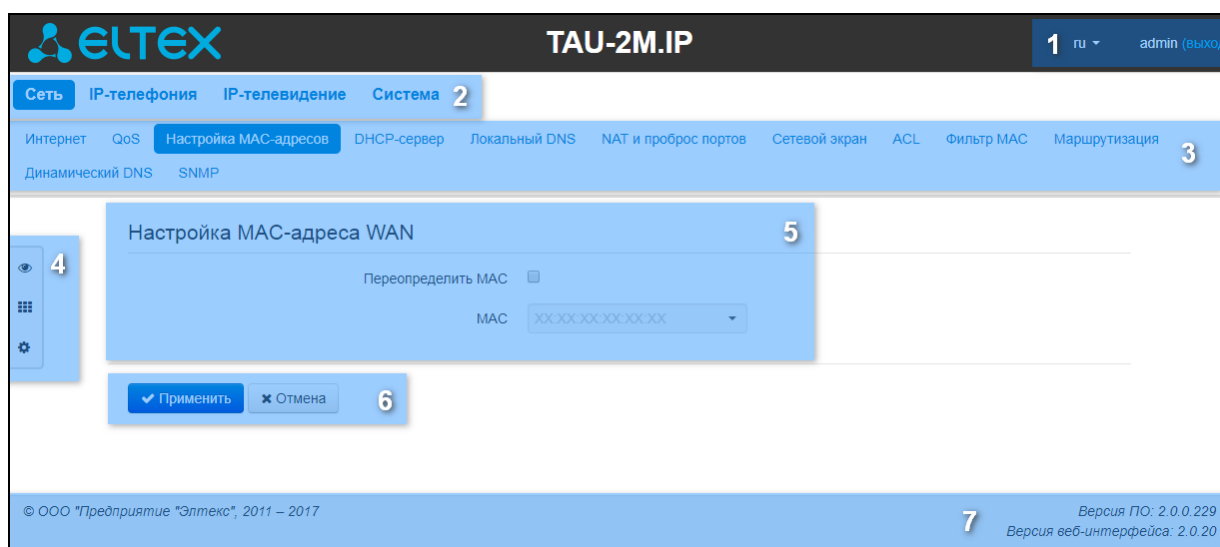 ELTEX TAU-2M.IP 1 ru admin
Сеть IP-телефония IP-телевидение Система 2
Интернет QoS Настройка MAC-адресов DHCP-сервер Локальный DNS NAT и проброс портов Сетевой экран ACL Фильтр MAC Маршрутизация 3
Динамический DNS SNMP
Настройка MAC-адреса WAN 5
4
Переопределить MAC
MAC XX:XX:XX:XX:XX:XX
Применить Отмена 6
© ООО "Предприятие "Элтекс", 2011 – 2017 7 Версия ПО: 2.0.0.229
Версия веб-интерфейса: 2.0.20